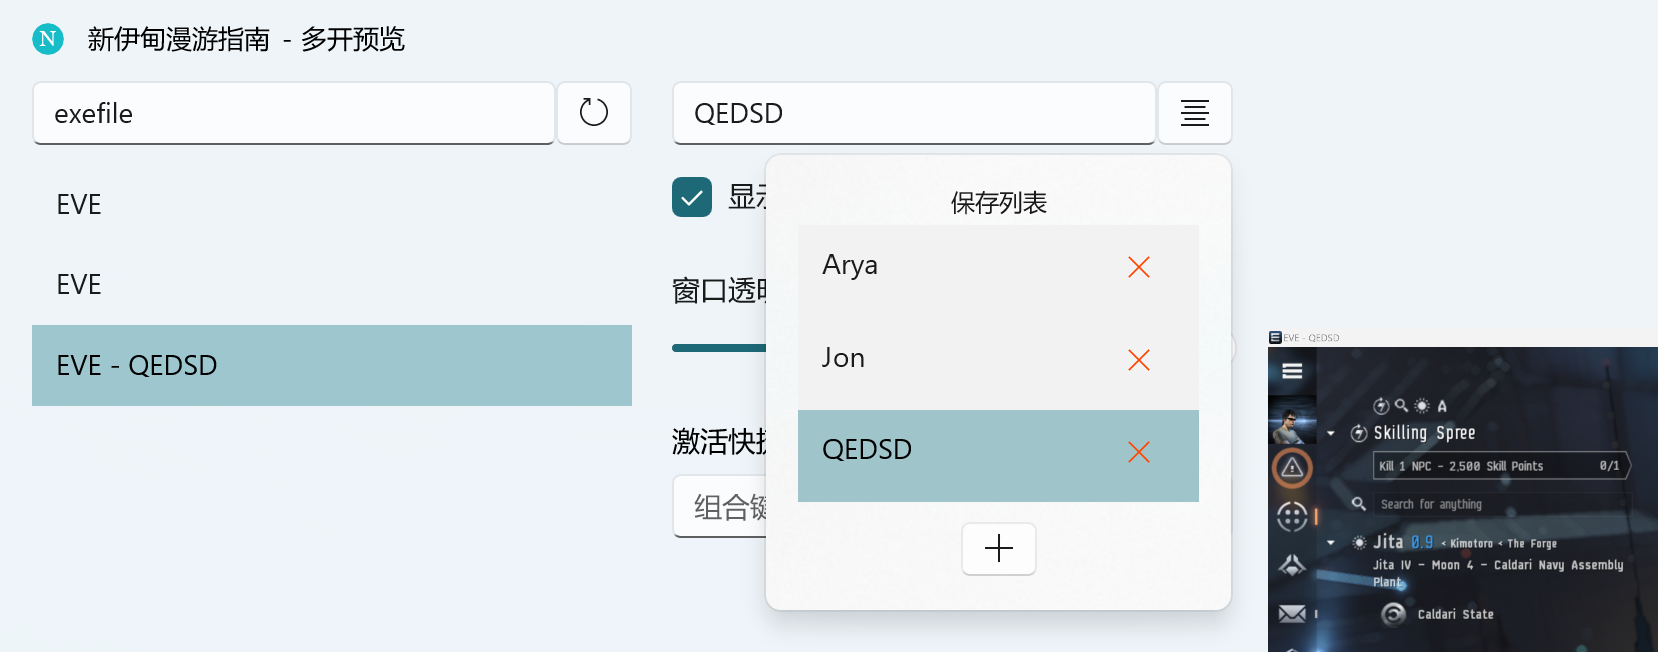 N 新伊甸漫游指南 - 多开预览
exefile
EVE
EVE
EVE - QEDSD
QEDSD
显示
窗口透明
激活快捷
组合键
保存列表
Arya
Jon
QEDSD
EVE - QEDSD
A
Skilling Spree
Kill 1 NPC - 2,500 Skill Points 0/1
Search for anything
Jita 0.9 < Kimotoro < The Forge
Jita IV - Moon 4 - Caldari Navy Assembly
Plant
Caldari State